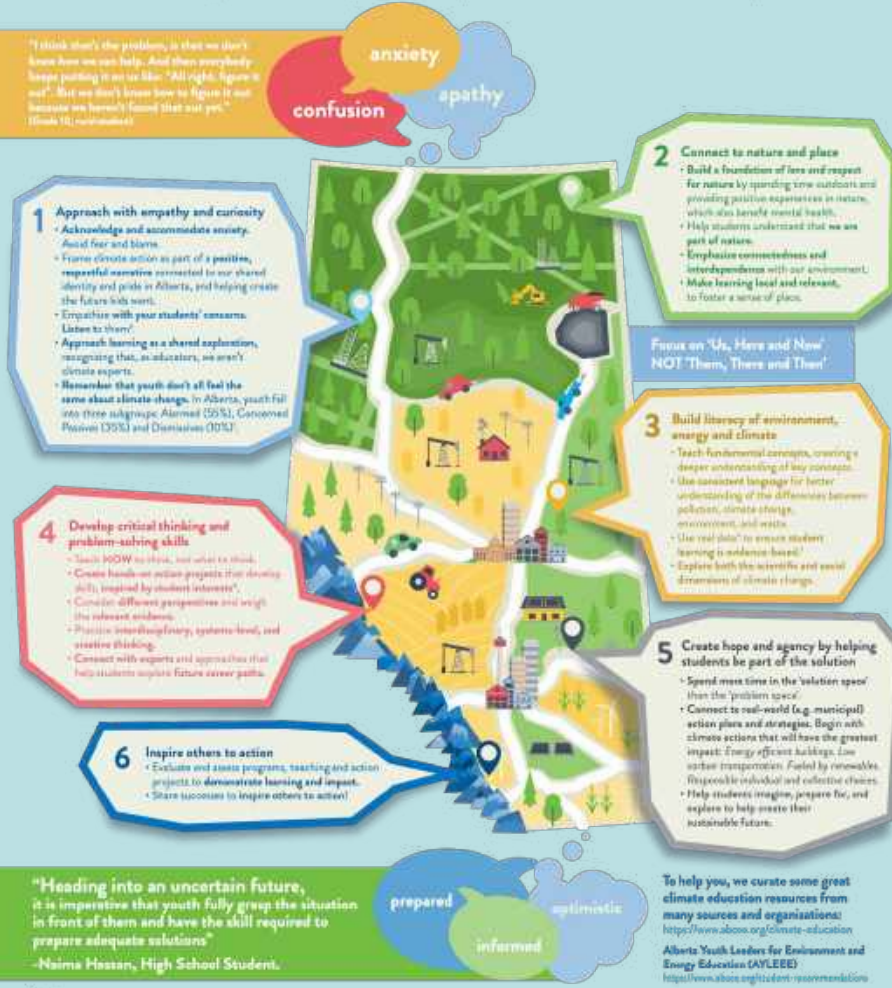 "I think that's the problem, is that we don't
know how we can help. And then everybody
keeps putting it on us like: "All right, figure it
out". But we don't know how to figure it out
because we haven't found that out yet."
(Grade 10, rural student)
anxiety
apathy
confusion
1 Approach with empathy and curiosity
• Acknowledge and accommodate anxiety.
Avoid fear and blame.
• Frame climate action as part of a positive,
respectful narrative connected to our shared
identity and pride in Alberta, and helping create
the future kids want.
• Empathize with your students' concerns.
Listen to them!
• Approach learning as a shared exploration,
recognizing that, as educators, we aren't
climate experts.
• Remember that youth don't all feel the
same about climate change. In Alberta, youth fall
into three subgroups: Alarmed (55%), Concerned
Passives (35%) and Dismissives (10%)
2 Connect to nature and place
• Build a foundation of love and respect
for nature by spending time outdoors and
providing positive experiences in nature,
which also benefit mental health.
• Help students understand that we are
part of nature.
• Emphasize connectedness and
interdependence with our environment.
• Make learning local and relevant,
to foster a sense of place.
Focus on 'Us, Here and Now'
NOT 'Them, There and Then'
3 Build literacy of environment,
energy and climate
• Teach fundamental concepts, creating a
deeper understanding of key concepts.
• Use consistent language for better
understanding of the differences between
pollution, climate change,
environment, and waste.
• Use real data to ensure student
learning is evidence-based.
• Explore both the scientific and social
dimensions of climate change.
4 Develop critical thinking and
problem-solving skills
• Teach HOW to think, not what to think.
• Create hands-on action projects that develop
skills, inspired by student interests.
• Consider different perspectives and weigh
the relevant evidence.
• Practice interdisciplinary, systems-level, and
creative thinking.
• Connect with experts and approaches that
help students explore future career paths.
5 Create hope and agency by helping
students be part of the solution
• Spend more time in the 'solution space'
than the 'problem space'.
• Connect to real-world (e.g. municipal)
action plans and strategies. Begin with
climate actions that will have the greatest
impact: Energy efficient buildings. Low
carbon transportation. Fueled by renewables.
Responsible individual and collective choices.
• Help students imagine, prepare for, and
explore to help create their
sustainable future.
6 Inspire others to action
• Evaluate and assess programs, teaching and action
projects to demonstrate learning and impact.
• Share successes to inspire others to action!
"Heading into an uncertain future,
it is imperative that youth fully grasp the situation
in front of them and have the skill required to
prepare adequate solutions"
-Naima Hassan, High School Student.
prepared
optimistic
informed
To help you, we curate some great
climate education resources from
many sources and organizations:
https://www.abcee.org/climate-education
Alberta Youth Leaders for Environment and
Energy Education (AYLEEE)
https://www.abcee.org/student-recommendations